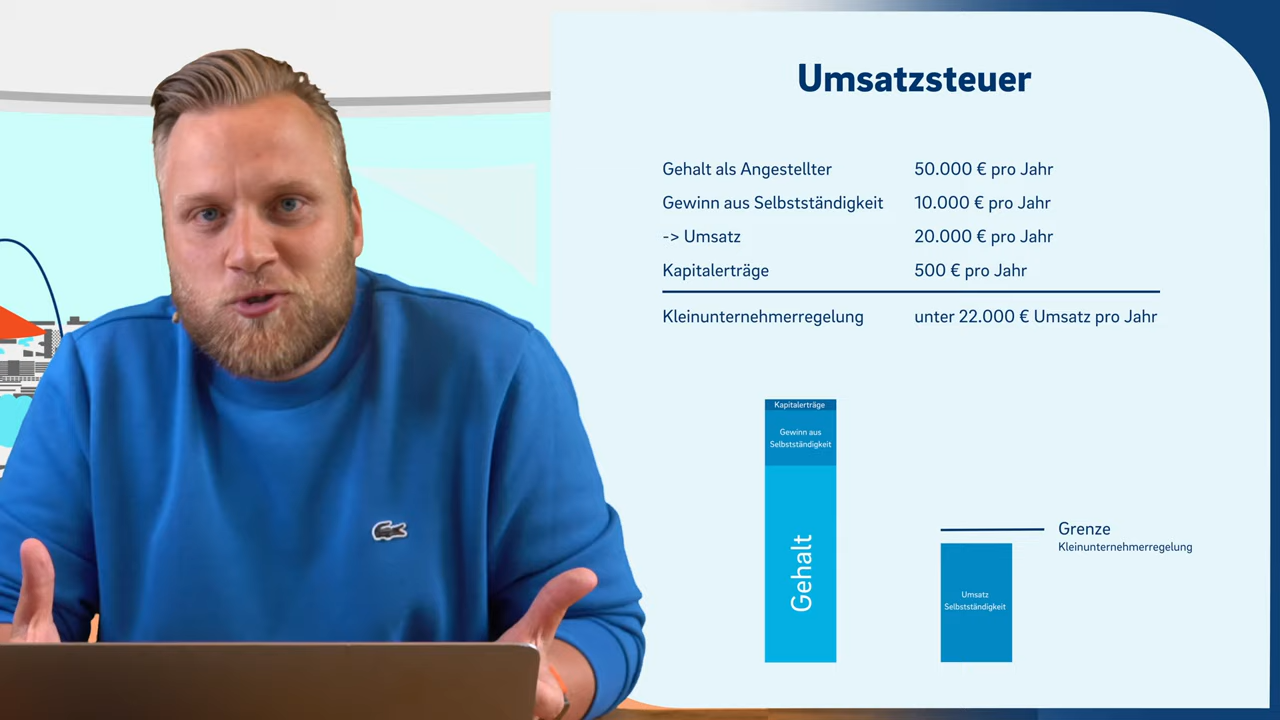 Umsatzsteuer
Gehalt als Angestellter 50.000 € pro Jahr
Gewinn aus Selbstständigkeit 10.000 € pro Jahr
-> Umsatz 20.000 € pro Jahr
Kapitalerträge 500 € pro Jahr
Kleinunternehmerregelung unter 22.000 € Umsatz pro Jahr
Kapitalerträge
Gewinn aus
Selbstständigkeit
Gehalt
Grenze
Kleinunternehmerregelung
Umsatz
Selbstständigkeit